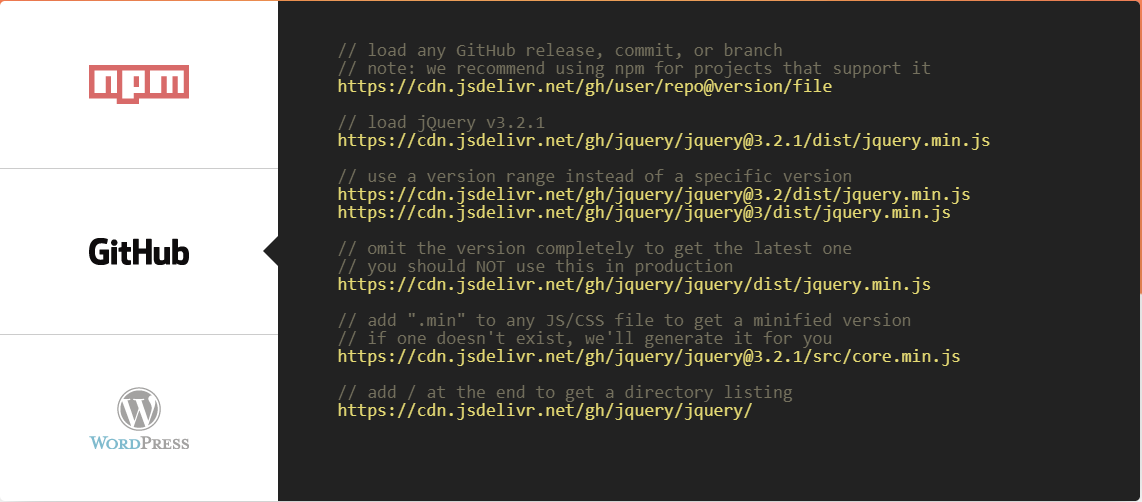 npm
GitHub
W
WORDPRESS
// load any GitHub release, commit, or branch
// note: we recommend using npm for projects that support it
https://cdn.jsdelivr.net/gh/user/repo@version/file
// load jQuery v3.2.1
https://cdn.jsdelivr.net/gh/jquery/jquery@3.2.1/dist/jquery.min.js
// use a version range instead of a specific version
https://cdn.jsdelivr.net/gh/jquery/jquery@3.2/dist/jquery.min.js
https://cdn.jsdelivr.net/gh/jquery/jquery@3/dist/jquery.min.js
// omit the version completely to get the latest one
// you should NOT use this in production
https://cdn.jsdelivr.net/gh/jquery/jquery/dist/jquery.min.js
// add ".min" to any JS/CSS file to get a minified version
// if one doesn't exist, we'll generate it for you
https://cdn.jsdelivr.net/gh/jquery/jquery@3.2.1/src/core.min.js
// add / at the end to get a directory listing
https://cdn.jsdelivr.net/gh/jquery/jquery/